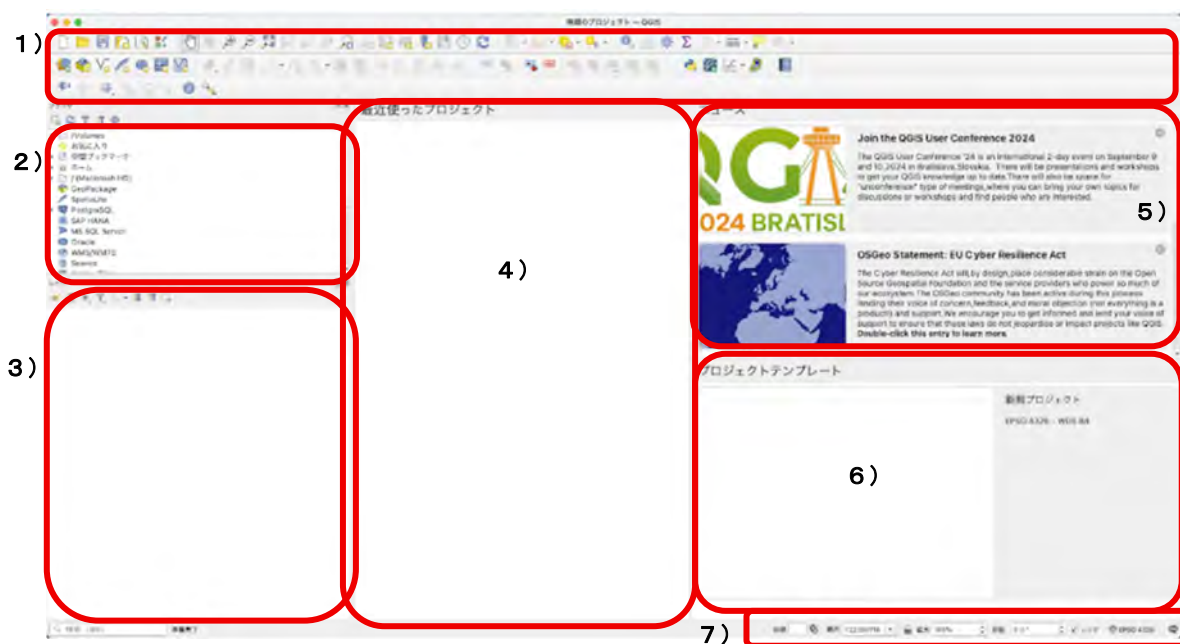 無題のプロジェクト — QGIS
1)
最近使ったプロジェクト
ニュース
2)
/Volumes
お気に入り
空間ブックマーク
ホーム
/ (Macintosh HD)
GeoPackage
SpatiaLite
PostgreSQL
SAP HANA
MS SQL Server
Oracle
WMS/WMTS
3)
4)
QG
2024 BRATISL
Join the QGIS User Conference 2024
The QGIS User Conference '24 is an international 2-day event on September 9
and 10, 2024 in Bratislava, Slovakia. There will be presentations and workshops
to get your QGIS knowledge up to date. There will also be space for
"unconference" type of meetings, where you can bring your own topics for
discussions or workshops and find people who are interested.
5)
OSGeo Statement: EU Cyber Resilience Act
The Cyber Resilience Act will, by design, place considerable strain on the Open
Source Geospatial Foundation and the service providers who power so much of
our ecosystem. The OSGeo community has been active during this process
lending their voice of concern, feedback, and moral objection (not everything is a
product) and support. We encourage you to get informed and lend your voice of
support to ensure that these laws do not jeopardise or impact projects like QGIS.
Double-click this entry to learn more.
プロジェクトテンプレート
新規プロジェクト
EPSG:4326 - WGS 84
6)
7)
EPSG:4326